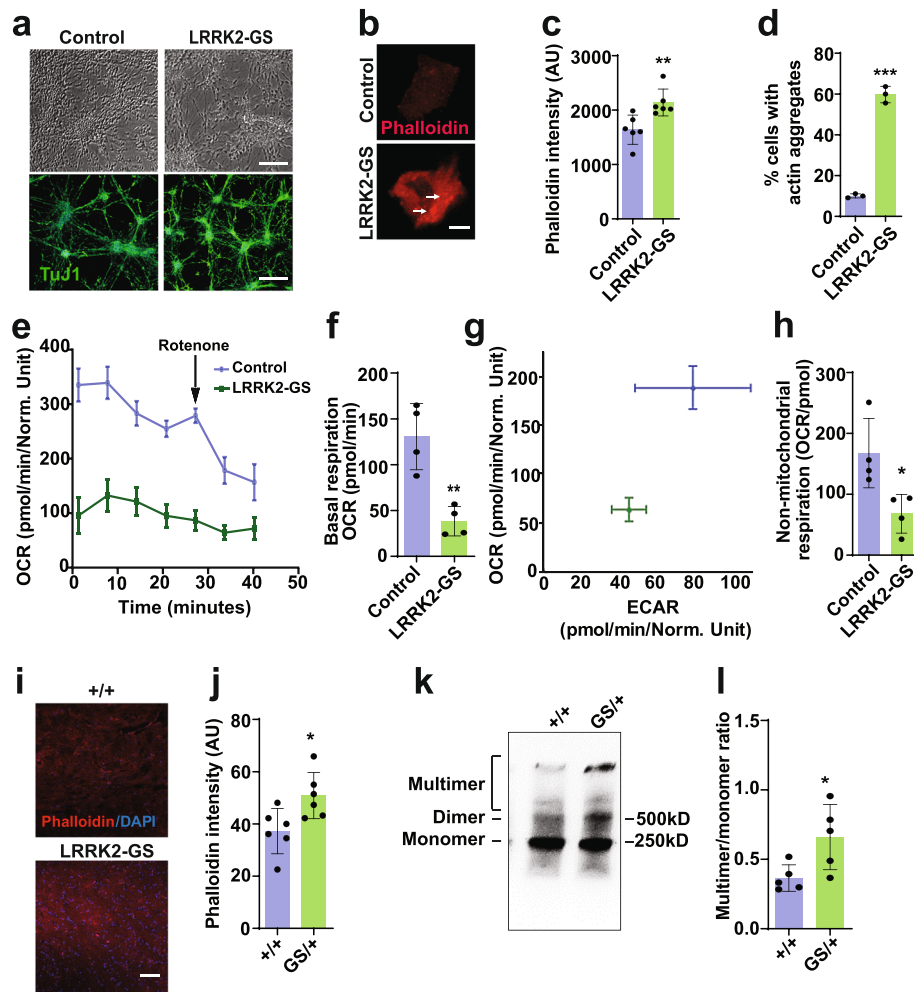 a
Control
LRRK2-GS
TuJ1
b
Control
Phalloidin
LRRK2-GS
c
Phalloidin intensity (AU)
3000
2000
1000
0
**
Control
LRRK2-GS
d
% cells with
actin aggregates
80
60
40
20
0
***
Control
LRRK2-GS
e
OCR (pmol/min/Norm. Unit)
400
300
200
100
0
Rotenone
Control
LRRK2-GS
0
10
20
30
40
50
Time (minutes)
f
Basal respiration
OCR (pmol/min)
200
150
100
50
0
**
Control
LRRK2-GS
g
OCR (pmol/min/Norm. Unit)
200
150
100
50
0
0
20
40
60
80
100
ECAR
(pmol/min/Norm. Unit)
h
Non-mitochondrial
respiration (OCR/pmol)
300
200
100
0
*
Control
LRRK2-GS
i
+/+
Phalloidin/DAPI
LRRK2-GS
j
Phalloidin intensity (AU)
80
60
40
20
0
*
+/+
GS/+
k
+/+
GS/+
Multimer
Dimer
Monomer
–500kD
–250kD
l
Multimer/monomer ratio
1.5
1.0
0.5
0.0
*
+/+
GS/+